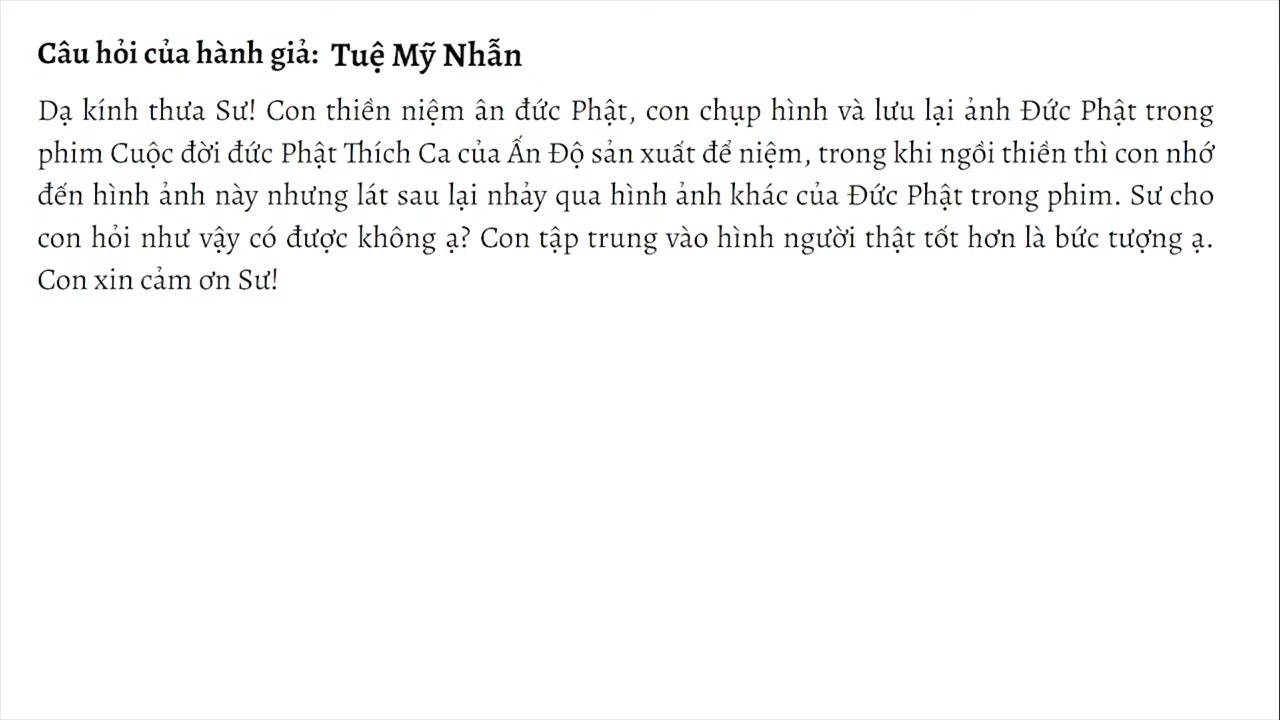 Câu hỏi của hành giả: Tuệ Mỹ Nhẫn
Dạ kính thưa Sư! Con thiền niệm ân đức Phật, con chụp hình và lưu lại ảnh Đức Phật trong
phim Cuộc đời đức Phật Thích Ca của Ấn Độ sản xuất để niệm, trong khi ngồi thiền thì con nhớ
đến hình ảnh này nhưng lát sau lại nhảy qua hình ảnh khác của Đức Phật trong phim. Sư cho
con hỏi như vậy có được không ạ? Con tập trung vào hình người thật tốt hơn là bức tượng ạ.
Con xin cảm ơn Sư!